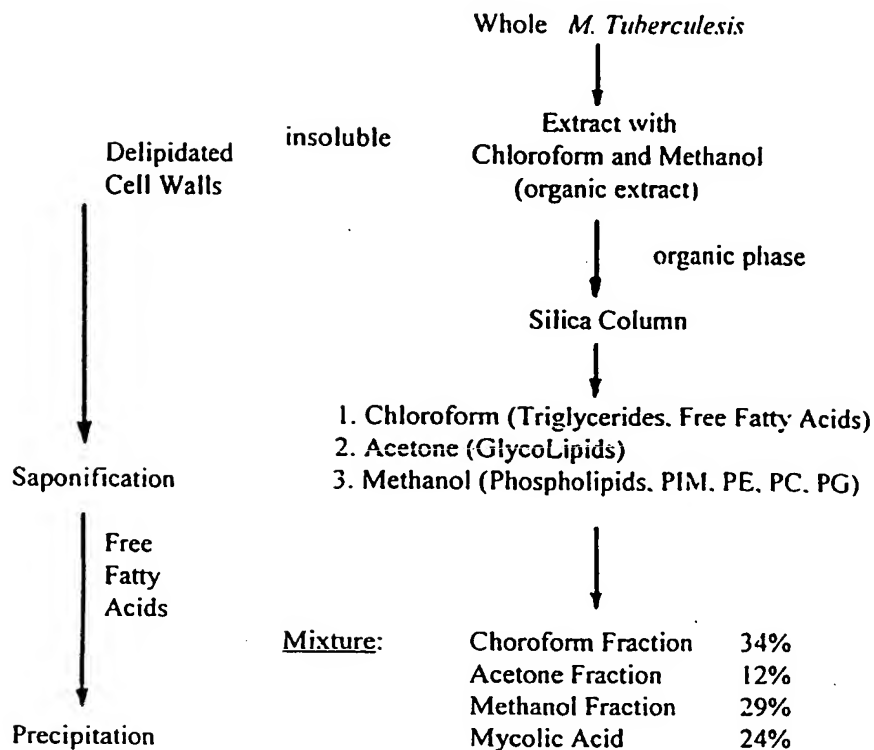 Whole M. Tuberculesis
insoluble
Extract with
Chloroform and Methanol
(organic extract)
Delipidated
Cell Walls
organic phase
Silica Column
1. Chloroform (Triglycerides. Free Fatty Acids)
2. Acetone (GlycoLipids)
3. Methanol (Phospholipids. PIM. PE. PC. PG)
Saponification
Free
Fatty
Acids
Mixture: Choroform Fraction 34%
Acetone Fraction 12%
Methanol Fraction 29%
Precipitation
Mycolic Acid 24%